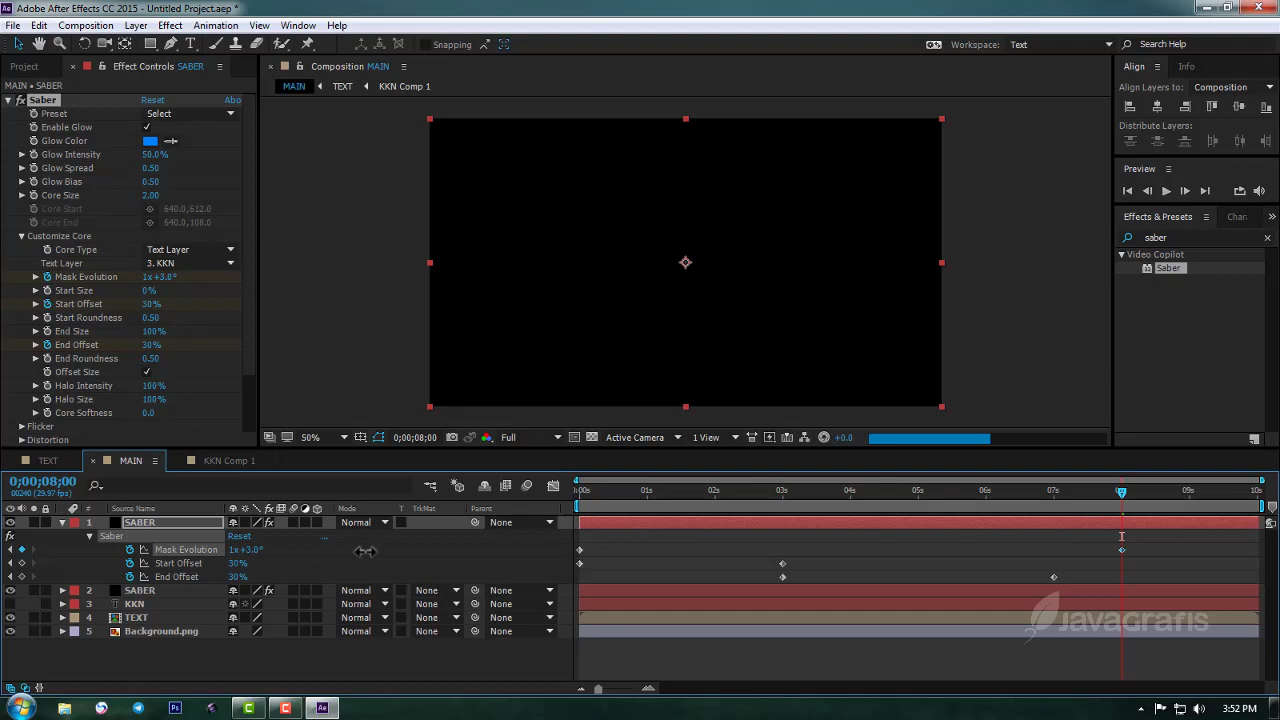 Adobe After Effects CC 2015 - Untitled Project.aep *
File Edit Composition Layer Effect Animation View Window Help
Snapping
Workspace: Text
Search Help
Project
Effect Controls SABER
Composition MAIN
Align
Info
MAIN • SABER
MAIN TEXT KKN Comp 1
Align Layers to: Composition
Saber Reset Abo
Preset Select
Enable Glow
Distribute Layers:
Glow Color
Glow Intensity 50.0%
Glow Spread 0.50
Preview
Glow Bias 0.50
Core Size 2.00
Core Start 640.0,612.0
Core End 640.0,108.0
Effects & Presets Char
Customize Core
saber
Core Type Text Layer
Video Copilot
Text Layer 3. KKN
Saber
Mask Evolution 1x+3.0°
Start Size 0%
Start Offset 30%
Start Roundness 0.50
End Size 100%
End Offset 30%
End Roundness 0.50
Offset Size
Halo Intensity 100%
Halo Size 100%
Core Softness 0.0
Flicker
Distortion
50% 0;00;08;00 Full Active Camera 1 View +0.0
TEXT MAIN KKN Comp 1
0;00;08;00
00240 (29.97 fps)
:00s 01s 02s 03s 04s 05s 06s 07s 09s 10s
# Source Name Mode T TrkMat Parent
1 SABER Normal None
Saber Reset ...
Mask Evolution 1x+3.0°
Start Offset 30%
End Offset 30%
2 SABER Normal None None
3 KKN Normal None None
4 TEXT Normal None None
5 Background.png Normal None None
Javagrafis
3:52 PM